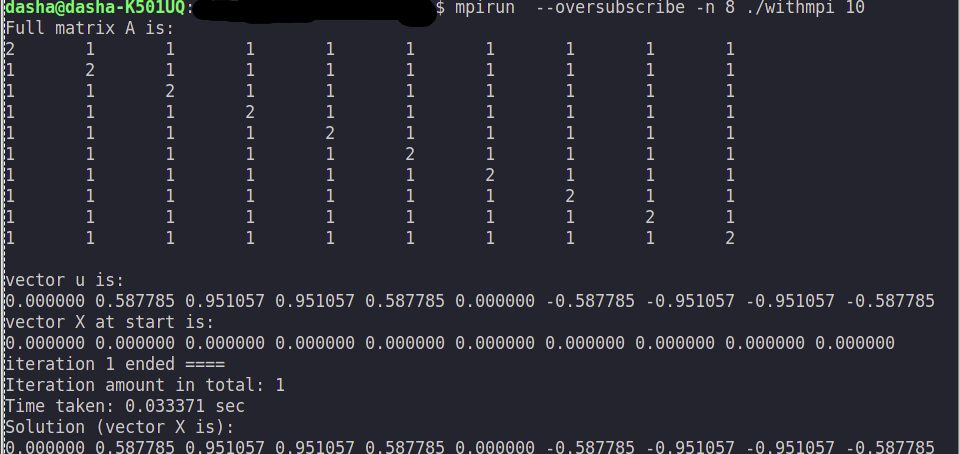 dasha@dasha-K501UQ:$ mpirun --oversubscribe -n 8 ./withmpi 10
Full matrix A is:
2 1 1 1 1 1 1 1 1 1
1 2 1 1 1 1 1 1 1 1
1 1 2 1 1 1 1 1 1 1
1 1 1 2 1 1 1 1 1 1
1 1 1 1 2 1 1 1 1 1
1 1 1 1 1 2 1 1 1 1
1 1 1 1 1 1 2 1 1 1
1 1 1 1 1 1 1 2 1 1
1 1 1 1 1 1 1 1 2 1
1 1 1 1 1 1 1 1 1 2
vector u is:
0.000000 0.587785 0.951057 0.951057 0.587785 0.000000 -0.587785 -0.951057 -0.951057 -0.587785
vector X at start is:
0.000000 0.000000 0.000000 0.000000 0.000000 0.000000 0.000000 0.000000 0.000000 0.000000
iteration 1 ended ====
Iteration amount in total: 1
Time taken: 0.033371 sec
Solution (vector X is):
0.000000 0.587785 0.951057 0.951057 0.587785 0.000000 -0.587785 -0.951057 -0.951057 -0.587785